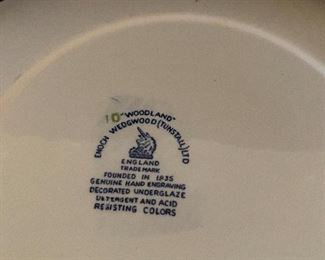 10
"WOODLAND"
ENOCH WEDGWOOD (TUNSTALL) LTD
ENGLAND
TRADEMARK
FOUNDED IN 1835
GENUINE HAND ENGRAVING
DECORATED UNDERGLAZE
DETERGENT AND ACID
RESISTING COLORS